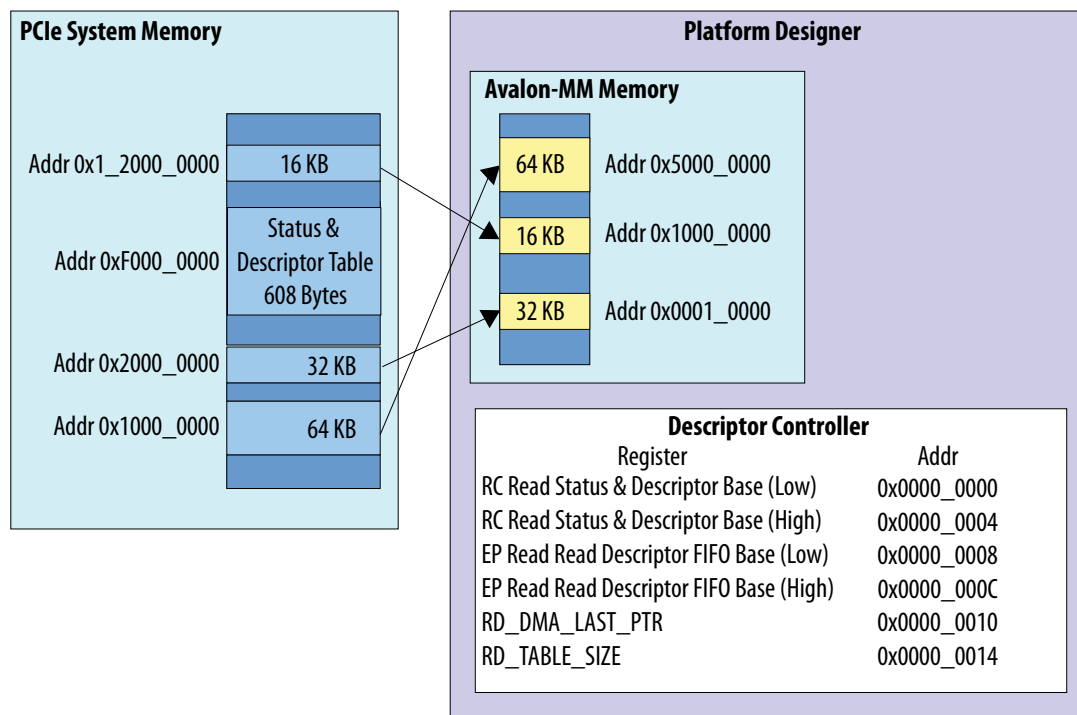 PCIe System Memory
Addr 0x1_2000_0000
16 KB
Addr 0xF000_0000
Status &
Descriptor Table
608 Bytes
Addr 0x2000_0000
32 KB
Addr 0x1000_0000
64 KB
Platform Designer
Avalon-MM Memory
64 KB
Addr 0x5000_0000
16 KB
Addr 0x1000_0000
32 KB
Addr 0x0001_0000
Descriptor Controller
Register Addr
RC Read Status & Descriptor Base (Low) 0x0000_0000
RC Read Status & Descriptor Base (High) 0x0000_0004
EP Read Read Descriptor FIFO Base (Low) 0x0000_0008
EP Read Read Descriptor FIFO Base (High) 0x0000_000C
RD_DMA_LAST_PTR 0x0000_0010
RD_TABLE_SIZE 0x0000_0014